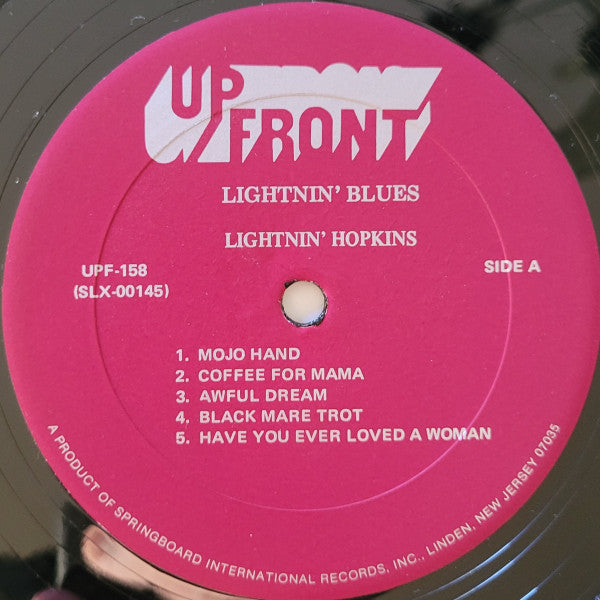 UP FRONT
LIGHTNIN' BLUES
LIGHTNIN' HOPKINS
UPF-158
(SLX-00145)
SIDE A
1. MOJO HAND
2. COFFEE FOR MAMA
3. AWFUL DREAM
4. BLACK MARE TROT
5. HAVE YOU EVER LOVED A WOMAN
A PRODUCT OF SPRINGBOARD INTERNATIONAL RECORDS, INC., LINDEN, NEW JERSEY 07035